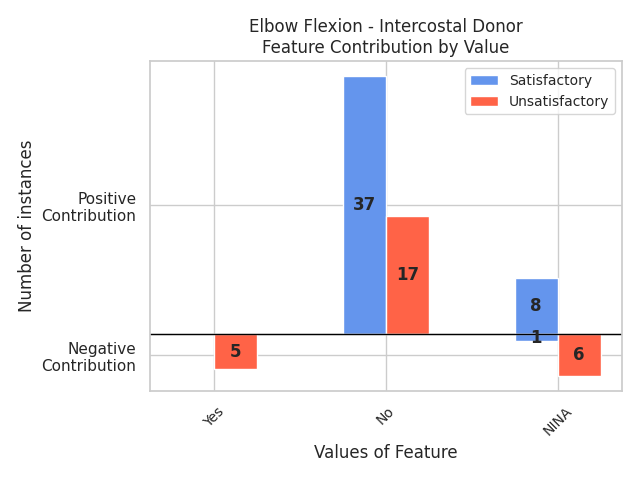 Elbow Flexion - Intercostal Donor
Feature Contribution by Value
Satisfactory
Unsatisfactory
Number of instances
Positive
Contribution
Negative
Contribution
37
17
8
1
5
6
Yes
No
NINA
Values of Feature